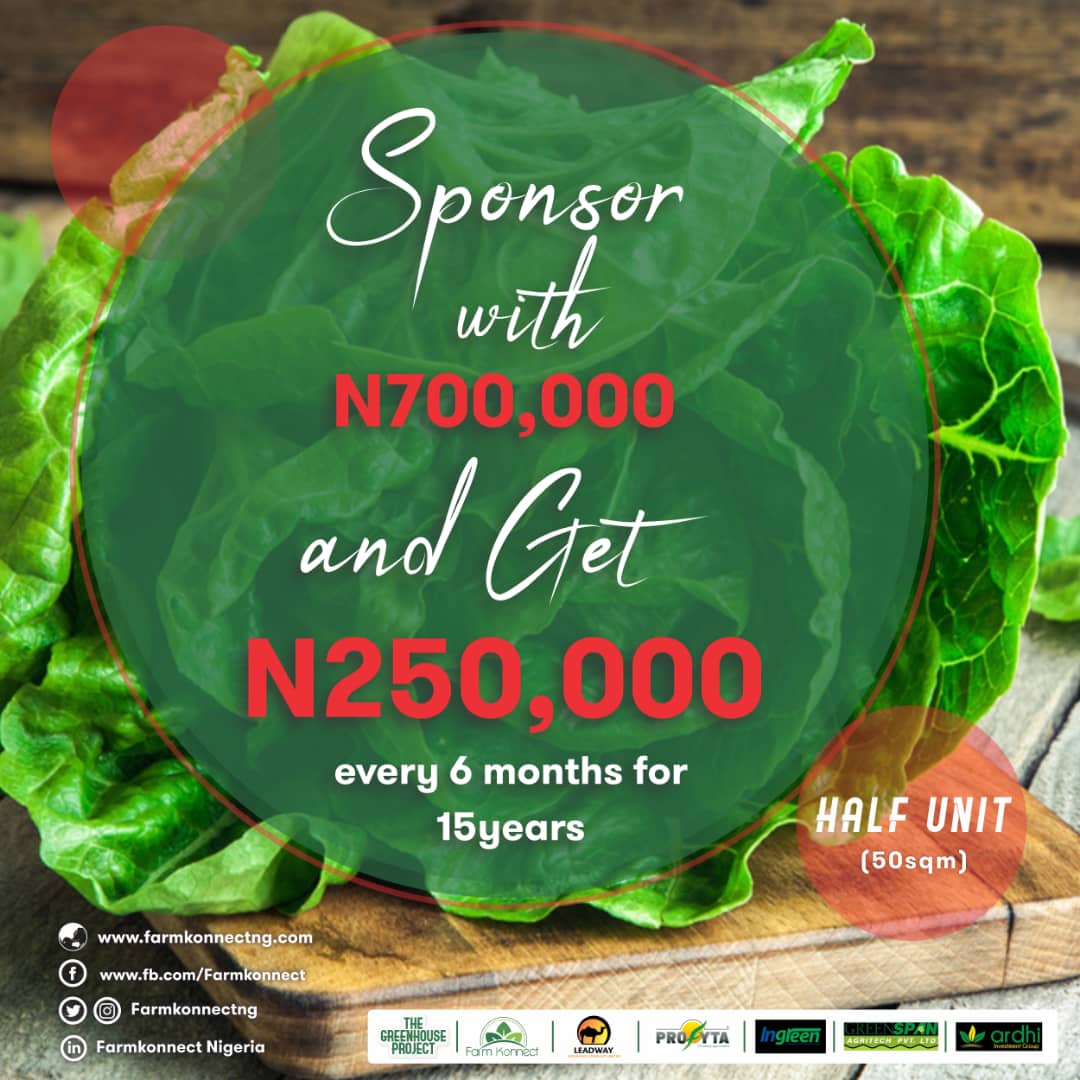 Sponsor
with
N700,000
and Get
N250,000
every 6 months for
15years
HALF UNIT
(50sqm)
www.farmkonnectng.com
www.fb.com/Farmkonnect
Farmkonnectng
Farmkonnect Nigeria
THE
GREENHOUSE
PROJECT
Farm Konnect
LEADWAY
PROFYTA
Ingreen
GREENSPAN
AGRITECH PVT. LTD
ardhi
Investment Group